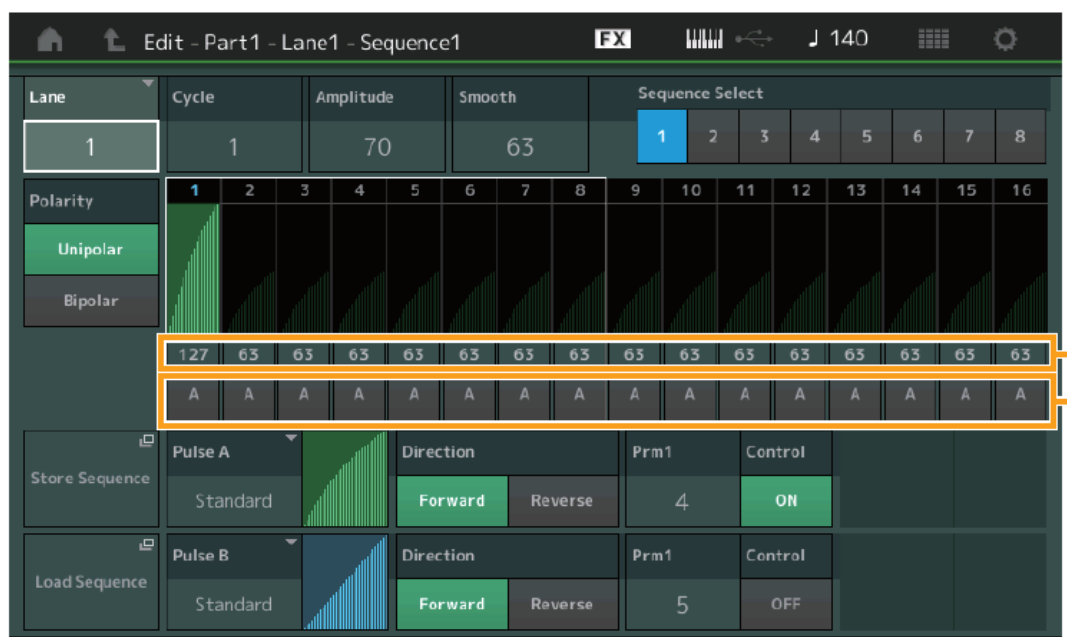 Edit - Part1 - Lane1 - Sequence1 FX ♩ 140
Lane Cycle Amplitude Smooth Sequence Select
1 1 70 63 1 2 3 4 5 6 7 8
Polarity 1 2 3 4 5 6 7 8 9 10 11 12 13 14 15 16
Unipolar
Bipolar
127 63 63 63 63 63 63 63 63 63 63 63 63 63 63 63
A A A A A A A A A A A A A A A A
Store Sequence Pulse A Direction Prm1 Control
Standard Forward Reverse 4 ON
Load Sequence Pulse B Direction Prm1 Control
Standard Forward Reverse 5 OFF